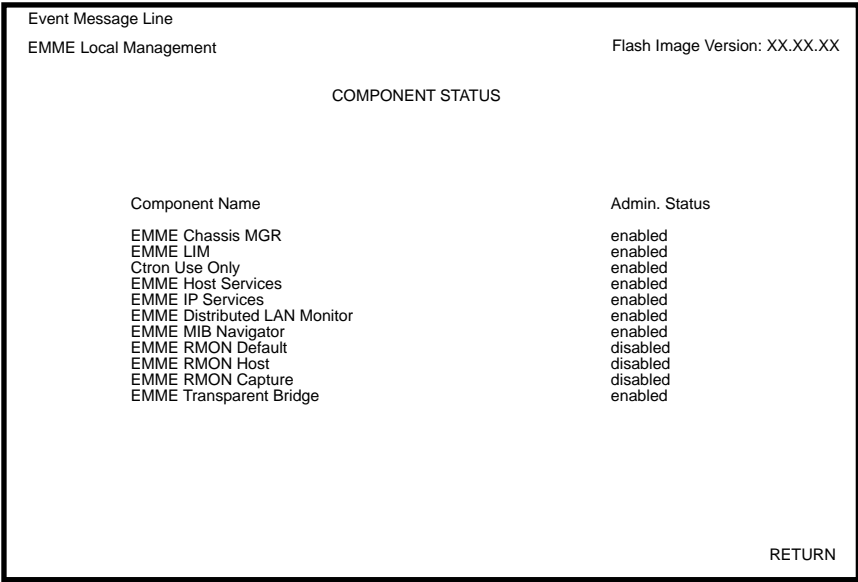 Event Message Line
EMME Local Management Flash Image Version: XX.XX.XX
COMPONENT STATUS
Component Name Admin. Status
EMME Chassis MGR enabled
EMME LIM enabled
Ctron Use Only enabled
EMME Host Services enabled
EMME IP Services enabled
EMME Distributed LAN Monitor enabled
EMME MIB Navigator enabled
EMME RMON Default disabled
EMME RMON Host disabled
EMME RMON Capture disabled
EMME Transparent Bridge enabled
RETURN